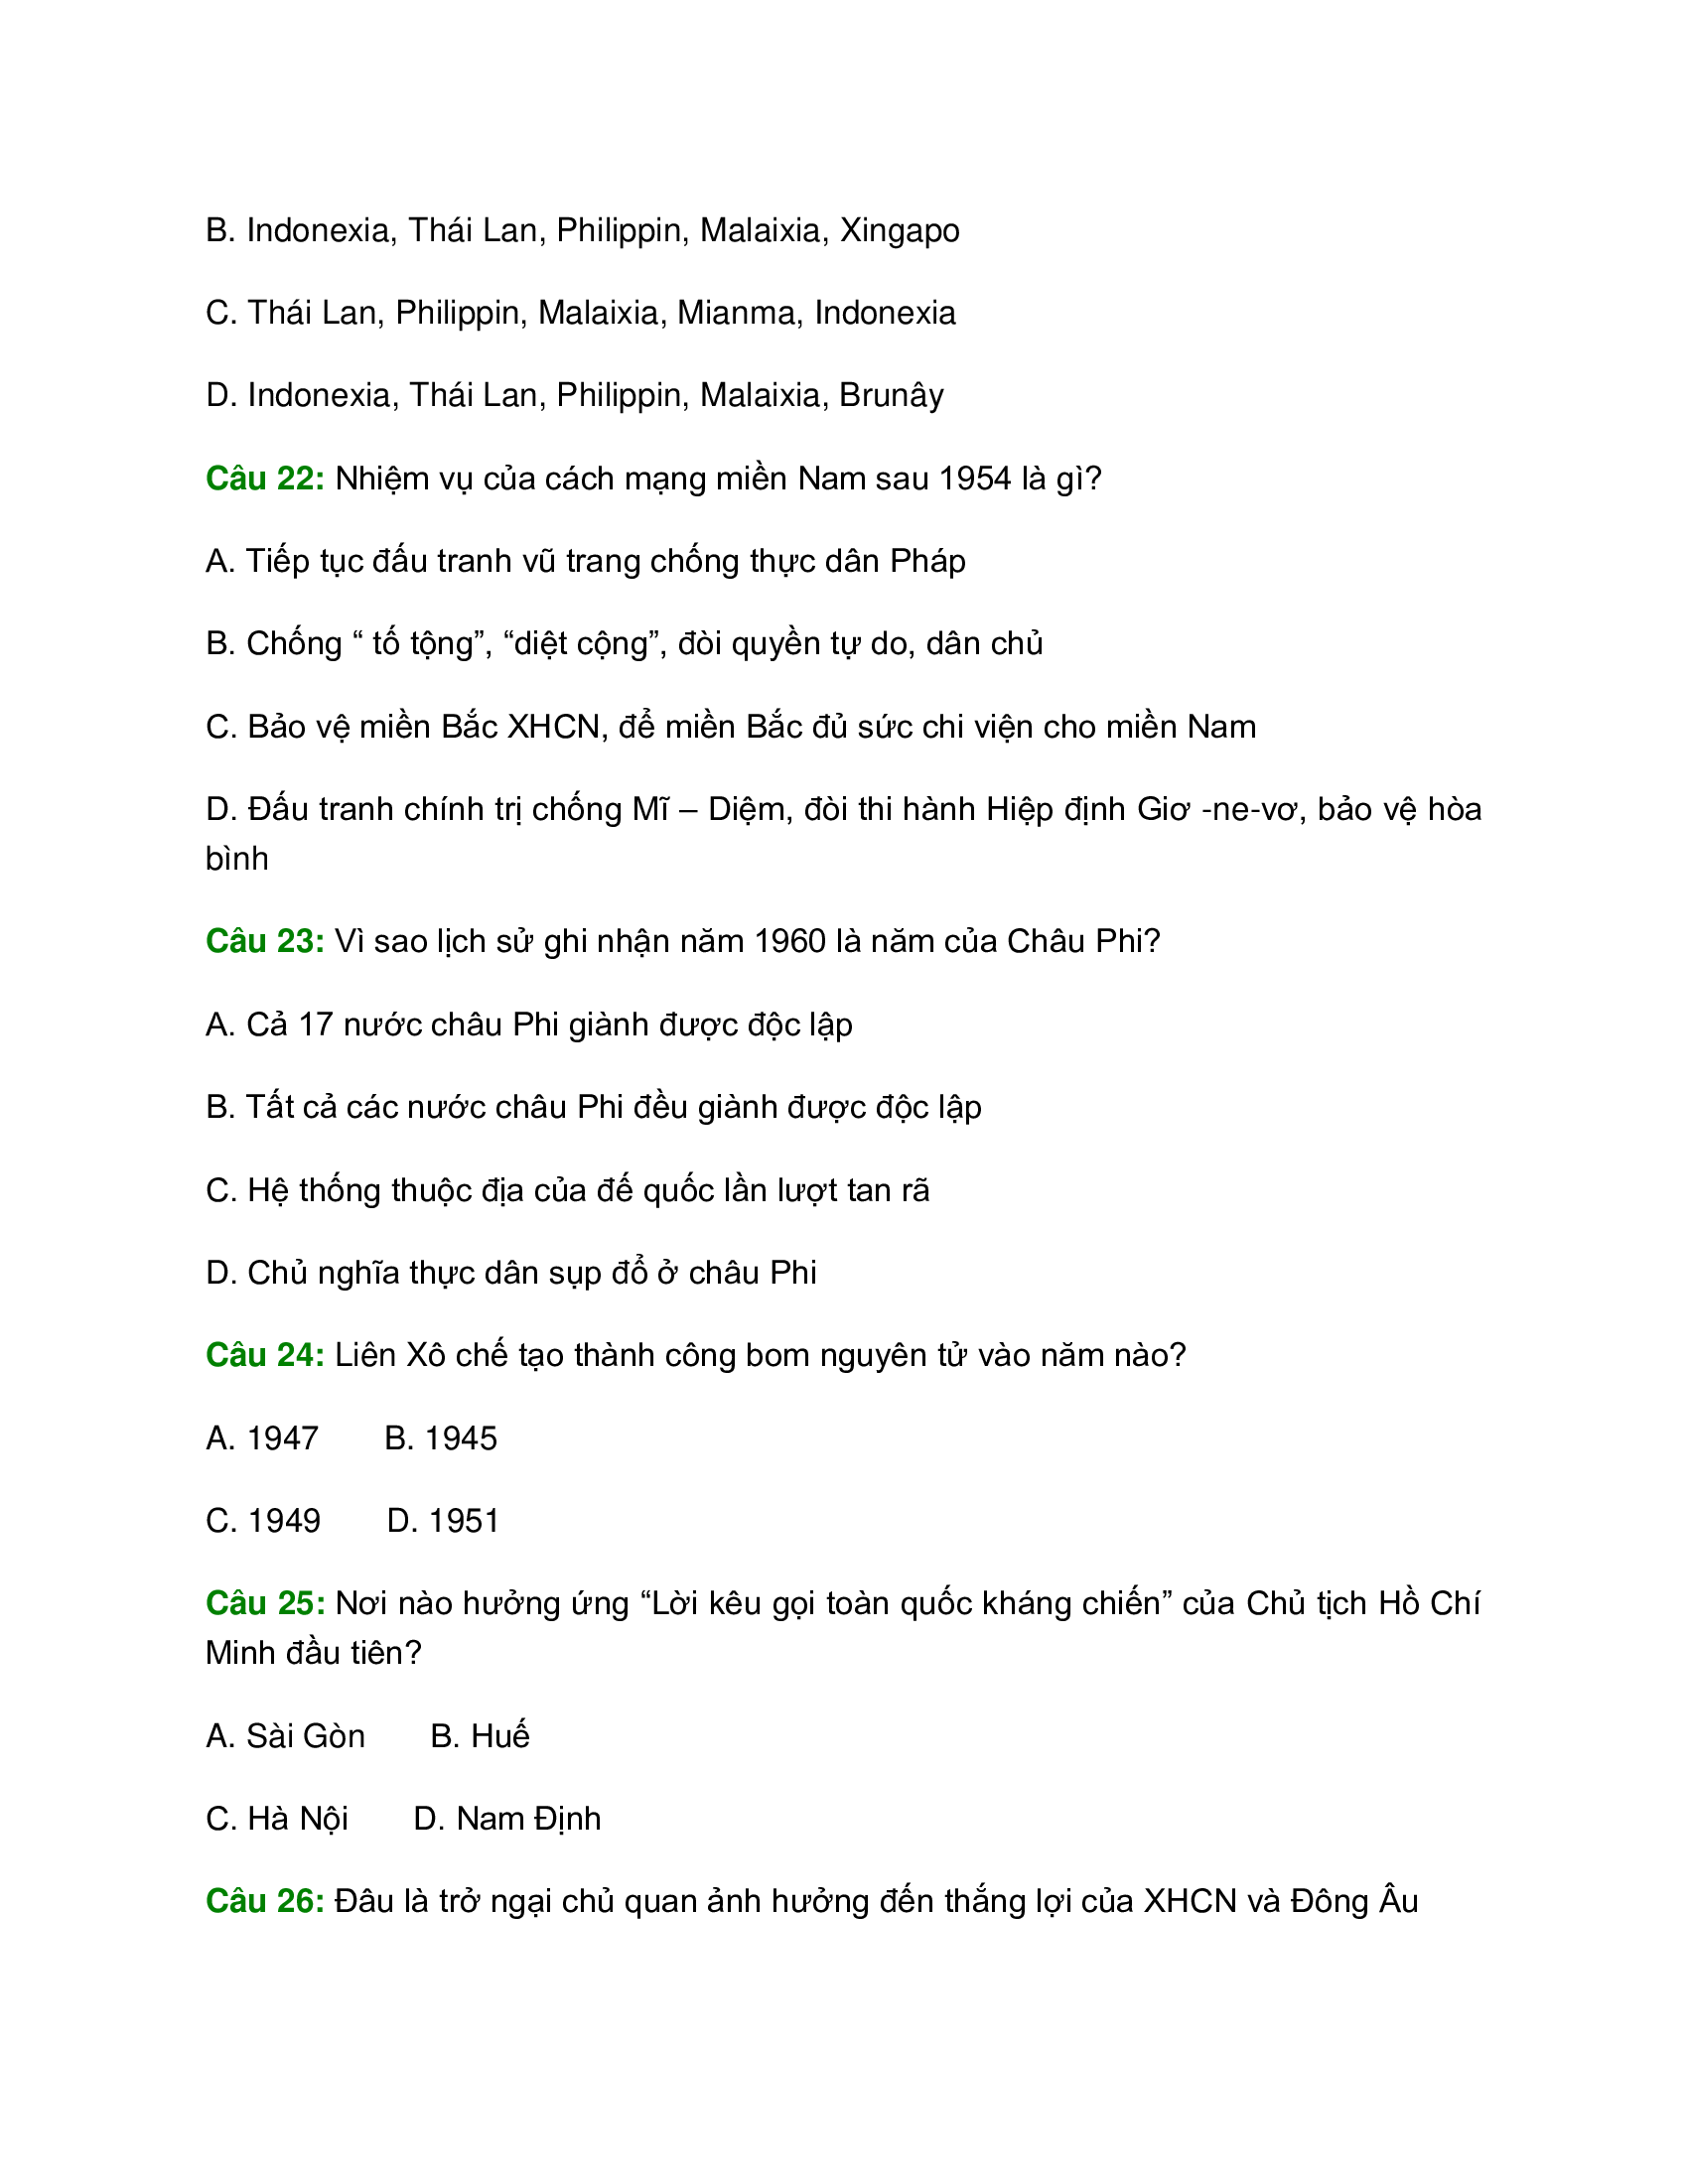 B. Indonexia, Thái Lan, Philippin, Malaixia, Xingapo
C. Thái Lan, Philippin, Malaixia, Mianma, Indonexia
D. Indonexia, Thái Lan, Philippin, Malaixia, Brunây
Câu 22: Nhiệm vụ của cách mạng miền Nam sau 1954 là gì?
A. Tiếp tục đấu tranh vũ trang chống thực dân Pháp
B. Chống “ tố tộng”, “diệt cộng”, đòi quyền tự do, dân chủ
C. Bảo vệ miền Bắc XHCN, để miền Bắc đủ sức chi viện cho miền Nam
D. Đấu tranh chính trị chống Mĩ – Diệm, đòi thi hành Hiệp định Giơ -ne-vơ, bảo vệ hòa
bình
Câu 23: Vì sao lịch sử ghi nhận năm 1960 là năm của Châu Phi?
A. Cả 17 nước châu Phi giành được độc lập
B. Tất cả các nước châu Phi đều giành được độc lập
C. Hệ thống thuộc địa của đế quốc lần lượt tan rã
D. Chủ nghĩa thực dân sụp đổ ở châu Phi
Câu 24: Liên Xô chế tạo thành công bom nguyên tử vào năm nào?
A. 1947 B. 1945
C. 1949 D. 1951
Câu 25: Nơi nào hưởng ứng “Lời kêu gọi toàn quốc kháng chiến” của Chủ tịch Hồ Chí
Minh đầu tiên?
A. Sài Gòn B. Huế
C. Hà Nội D. Nam Định
Câu 26: Đâu là trở ngại chủ quan ảnh hưởng đến thắng lợi của XHCN và Đông Âu